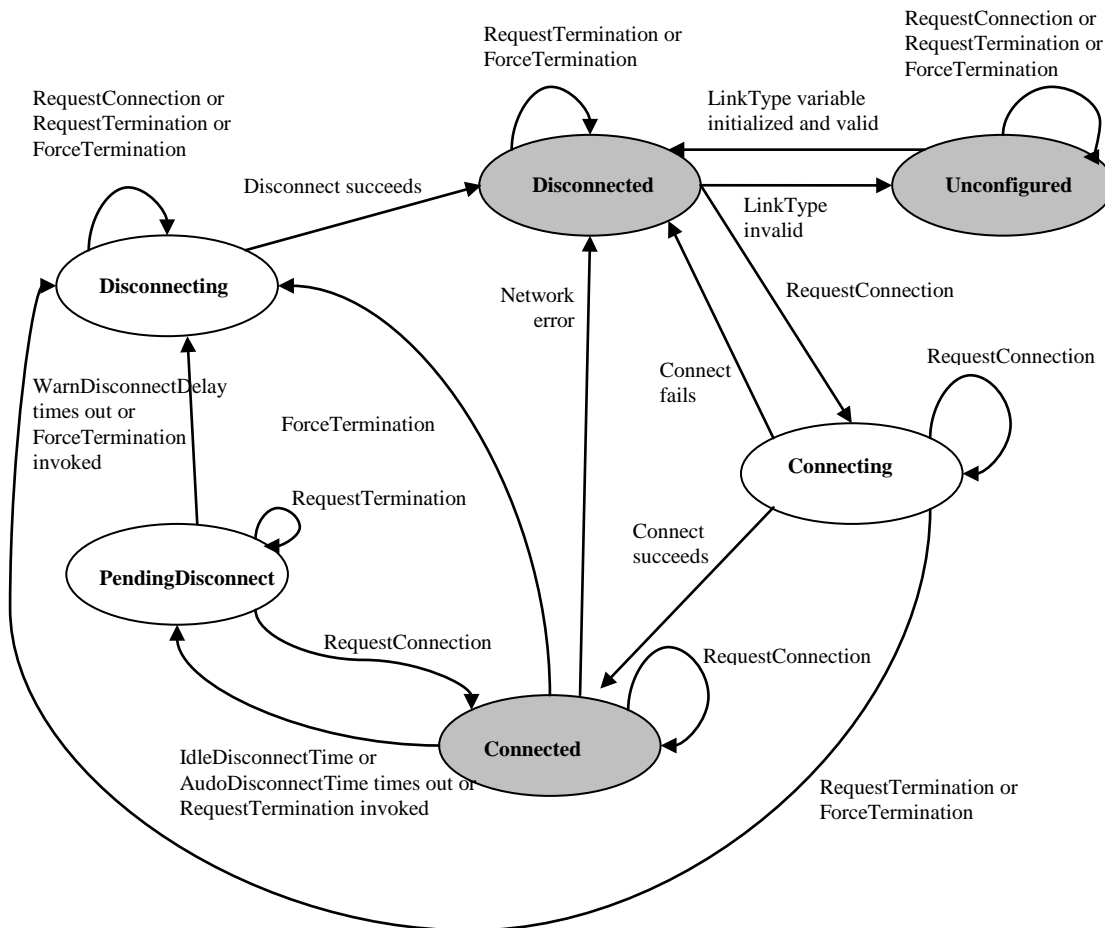 RequestTermination or
ForceTermination
RequestConnection or
RequestTermination or
ForceTermination
RequestConnection or
RequestTermination or
ForceTermination
LinkType variable
initialized and valid
Disconnect succeeds
Disconnected
Unconfigured
LinkType
invalid
Disconnecting
Network
error
RequestConnection
RequestConnection
WarnDisconnectDelay
times out or
ForceTermination
invoked
Connect
fails
ForceTermination
Connecting
RequestTermination
Connect
succeeds
PendingDisconnect
RequestConnection
RequestConnection
Connected
IdleDisconnectTime or
AudoDisconnectTime times out or
RequestTermination invoked
RequestTermination or
ForceTermination